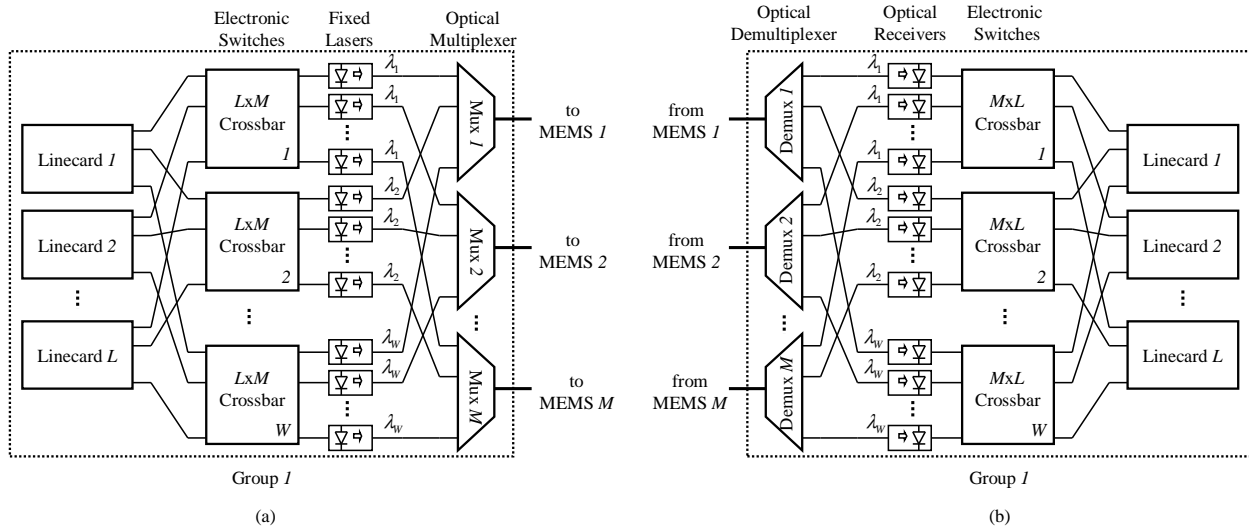 Electronic Switches
Fixed Lasers
Optical Multiplexer
Linecard 1
Linecard 2
Linecard L
LxM Crossbar 1
LxM Crossbar 2
LxM Crossbar W
λ1
λ1
λ1
λ2
λ2
λ2
λW
λW
λW
Mux 1
Mux 2
Mux M
to MEMS 1
to MEMS 2
to MEMS M
Group 1
(a)
Optical Demultiplexer
Optical Receivers
Electronic Switches
from MEMS 1
from MEMS 2
from MEMS M
Demux 1
Demux 2
Demux M
λ1
λ1
λ1
λ2
λ2
λ2
λW
λW
λW
MxL Crossbar 1
MxL Crossbar 2
MxL Crossbar W
Linecard 1
Linecard 2
Linecard L
Group 1
(b)